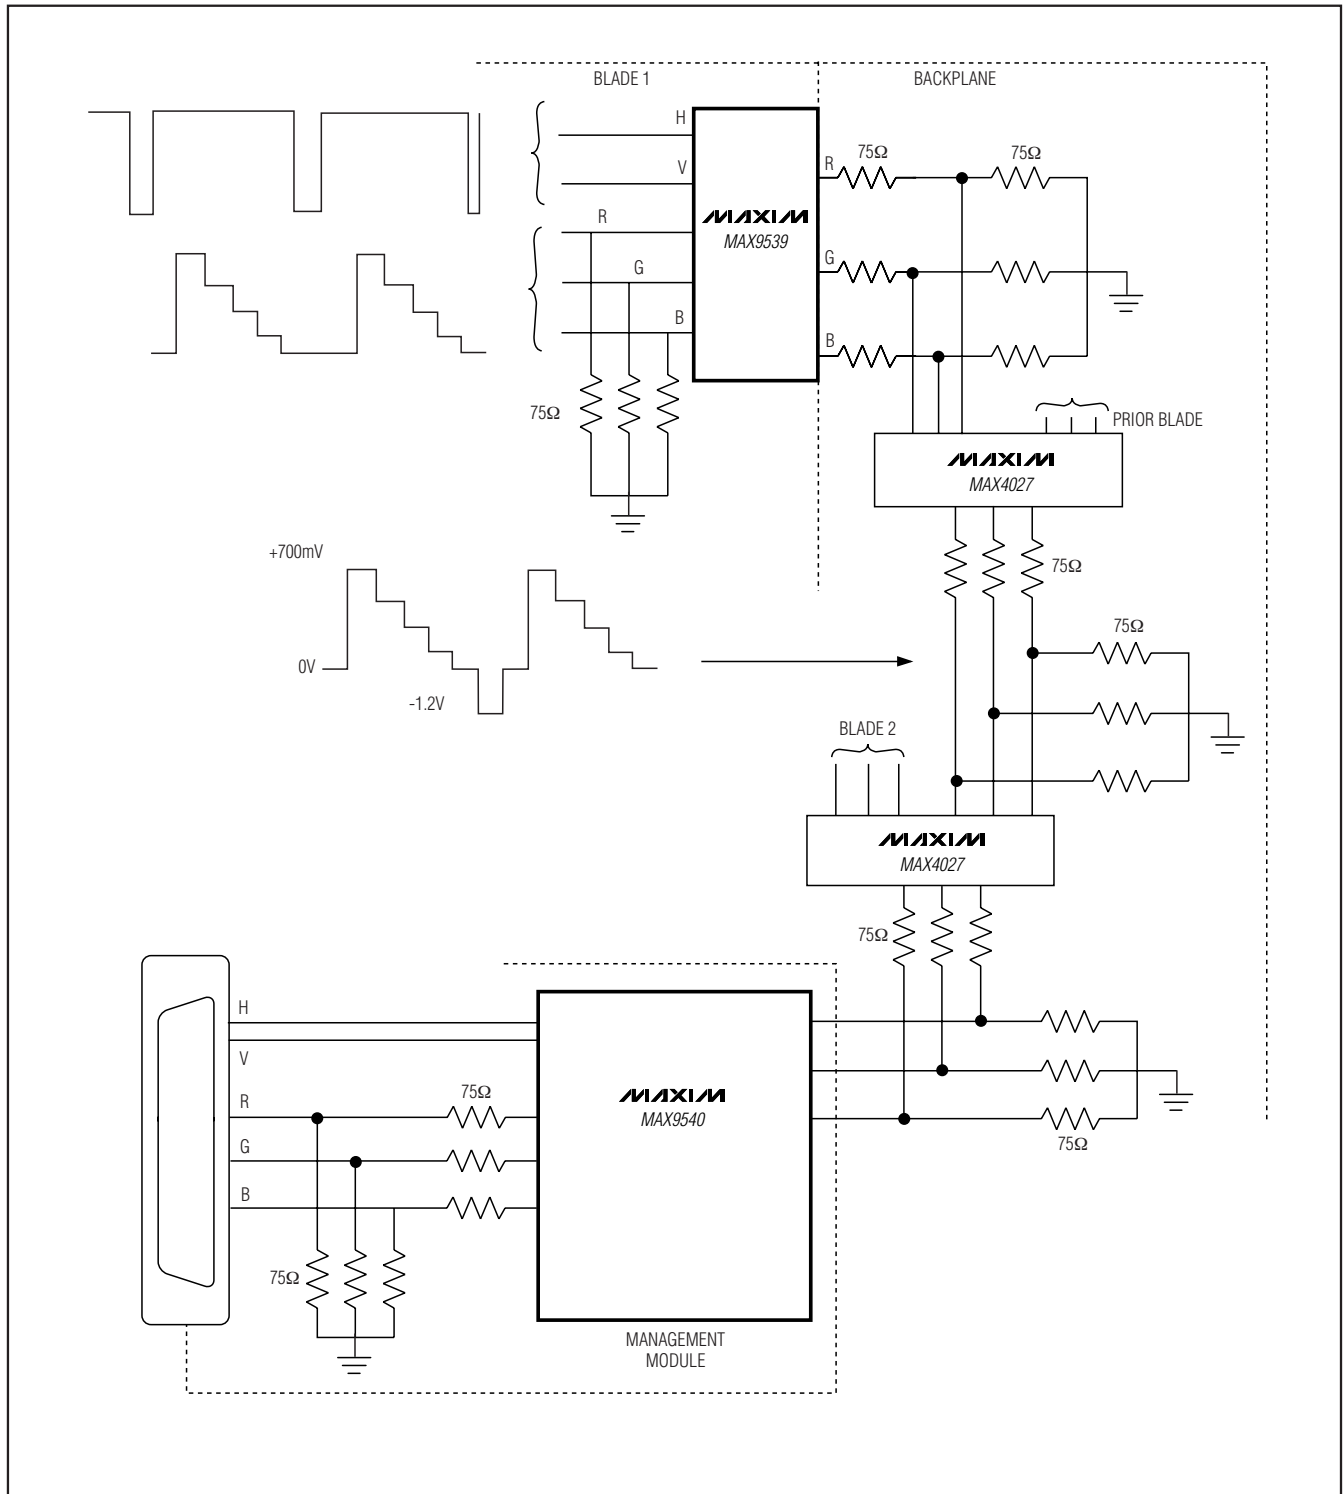 BLADE 1
BACKPLANE
H
V
R
G
B
MAXIM
MAX9539
R
75Ω
75Ω
G
B
75Ω
PRIOR BLADE
MAXIM
MAX4027
75Ω
+700mV
0V
-1.2V
75Ω
BLADE 2
MAXIM
MAX4027
75Ω
H
V
R
75Ω
G
B
75Ω
MAXIM
MAX9540
75Ω
MANAGEMENT
MODULE